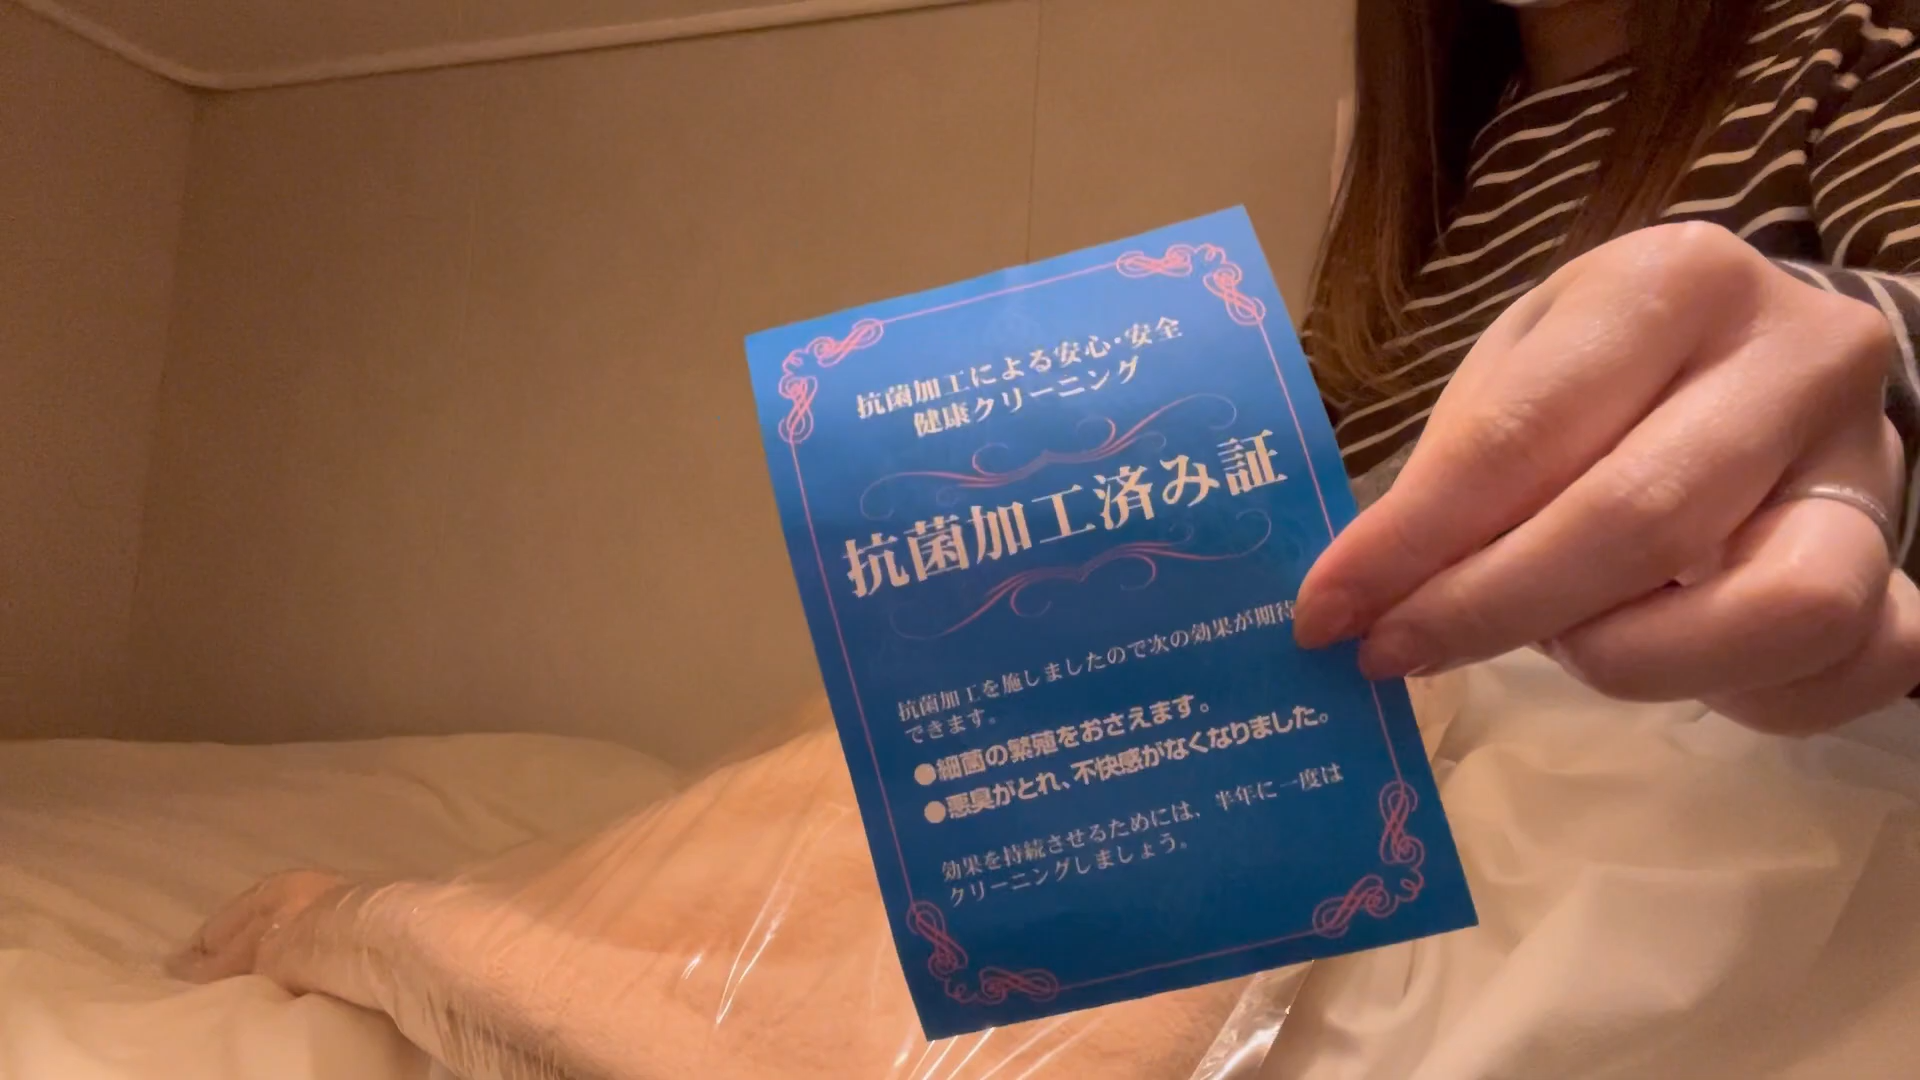 抗菌加工による安心・安全
健康クリーニング
抗菌加工済み証
抗菌加工を施しましたので次の効果が期待
できます。
●細菌の繁殖をおさえます。
●悪臭がとれ、不快感がなくなりました。
効果を持続させるためには、半年に一度は
クリーニングしましょう。